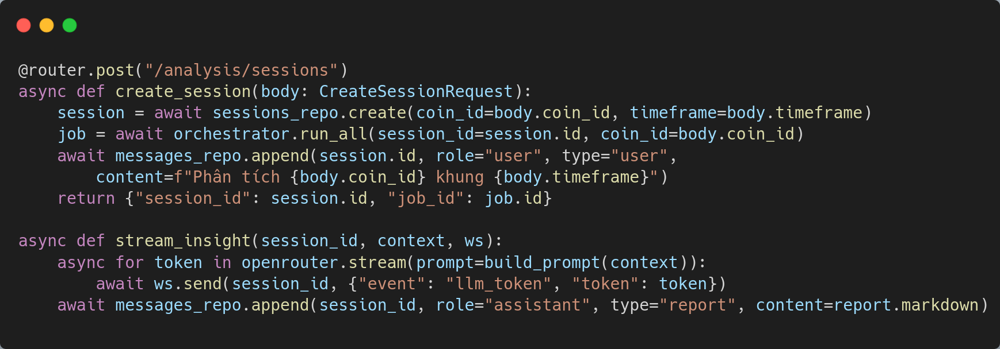 @router.post("/analysis/sessions")
async def create_session(body: CreateSessionRequest):
    session = await sessions_repo.create(coin_id=body.coin_id, timeframe=body.timeframe)
    job = await orchestrator.run_all(session_id=session.id, coin_id=body.coin_id)
    await messages_repo.append(session.id, role="user", type="user",
        content=f"Phân tích {body.coin_id} khung {body.timeframe}")
    return {"session_id": session.id, "job_id": job.id}

async def stream_insight(session_id, context, ws):
    async for token in openrouter.stream(prompt=build_prompt(context)):
        await ws.send(session_id, {"event": "llm_token", "token": token})
    await messages_repo.append(session_id, role="assistant", type="report", content=report.markdown)